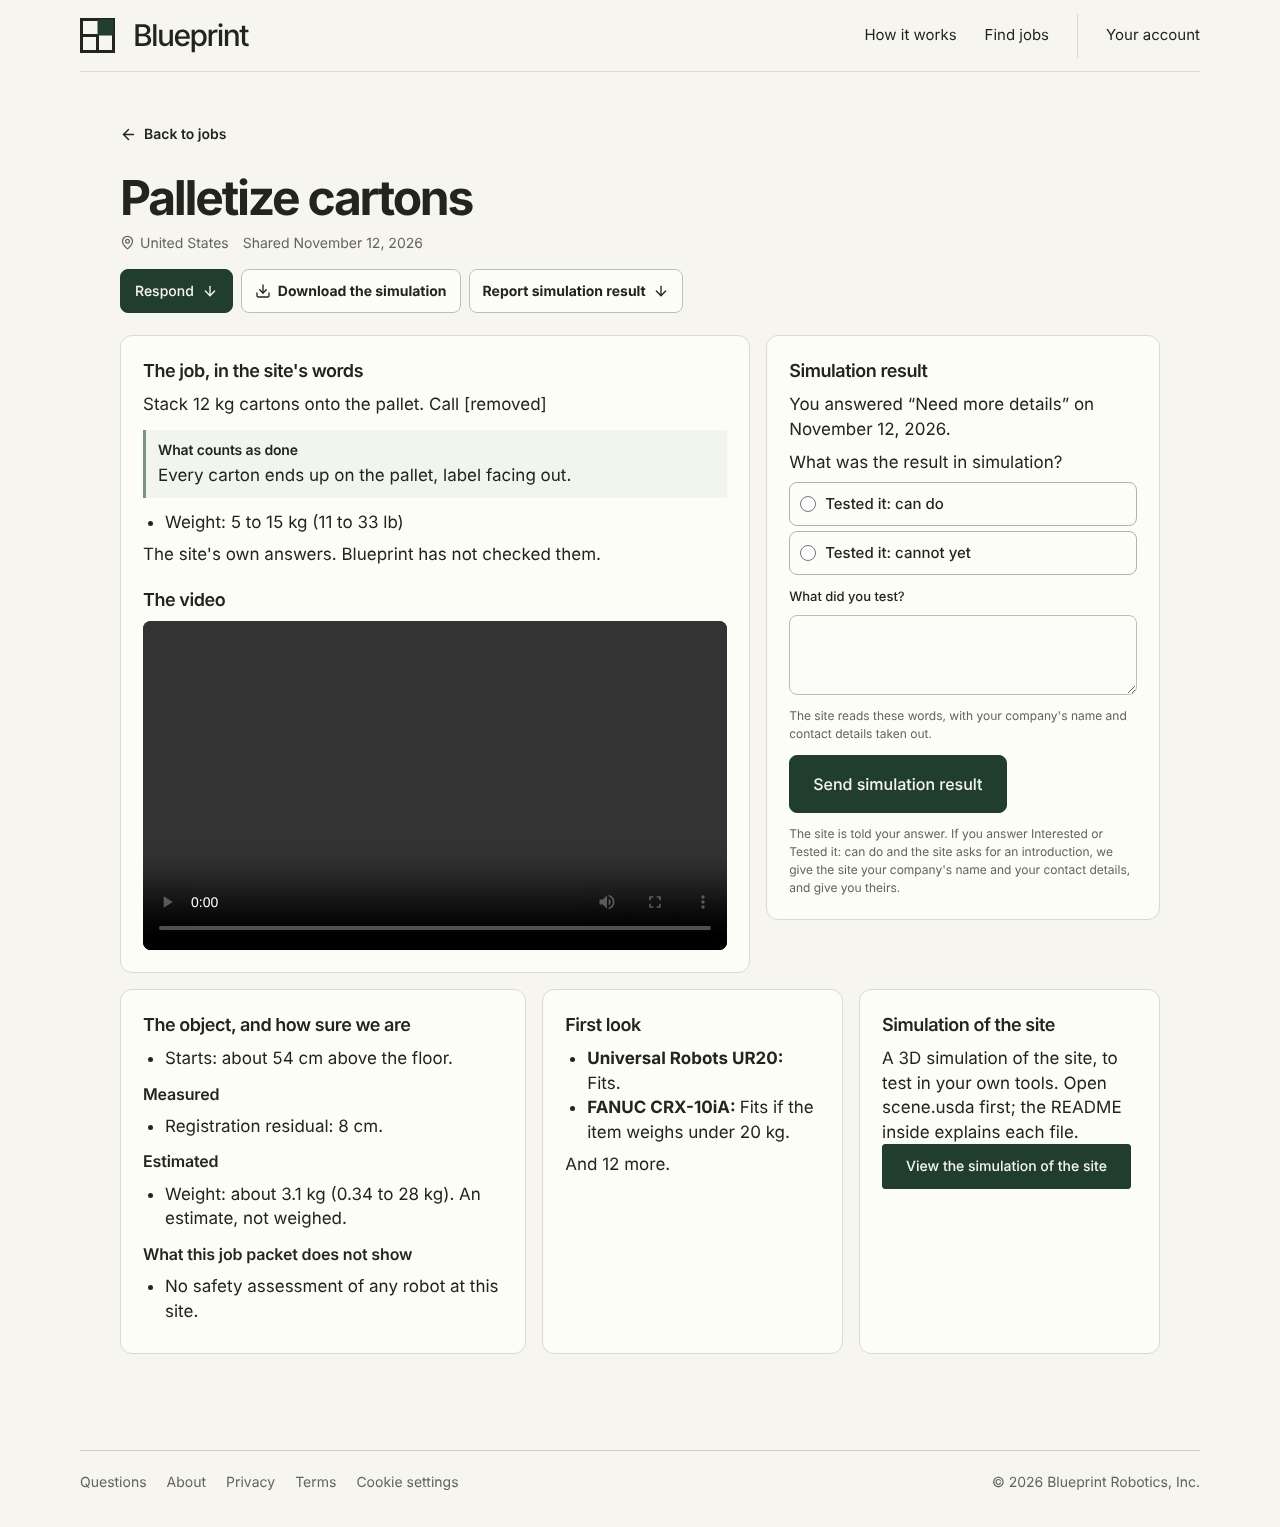 Blueprint
How it works
Find jobs
Your account
Back to jobs
Palletize cartons
United States Shared November 12, 2026
Respond
Download the simulation
Report simulation result
The job, in the site's words
Stack 12 kg cartons onto the pallet. Call [removed]
What counts as done
Every carton ends up on the pallet, label facing out.
• Weight: 5 to 15 kg (11 to 33 lb)
The site's own answers. Blueprint has not checked them.
The video
0:00
Simulation result
You answered “Need more details” on
November 12, 2026.
What was the result in simulation?
Tested it: can do
Tested it: cannot yet
What did you test?
The site reads these words, with your company's name and
contact details taken out.
Send simulation result
The site is told your answer. If you answer Interested or
Tested it: can do and the site asks for an introduction, we
give the site your company's name and your contact details,
and give you theirs.
The object, and how sure we are
• Starts: about 54 cm above the floor.
Measured
• Registration residual: 8 cm.
Estimated
• Weight: about 3.1 kg (0.34 to 28 kg). An
estimate, not weighed.
What this job packet does not show
• No safety assessment of any robot at this
site.
First look
• Universal Robots UR20:
Fits.
• FANUC CRX-10iA: Fits if the
item weighs under 20 kg.
And 12 more.
Simulation of the site
A 3D simulation of the site, to
test in your own tools. Open
scene.usda first; the README
inside explains each file.
View the simulation of the site
Questions
About
Privacy
Terms
Cookie settings
© 2026 Blueprint Robotics, Inc.